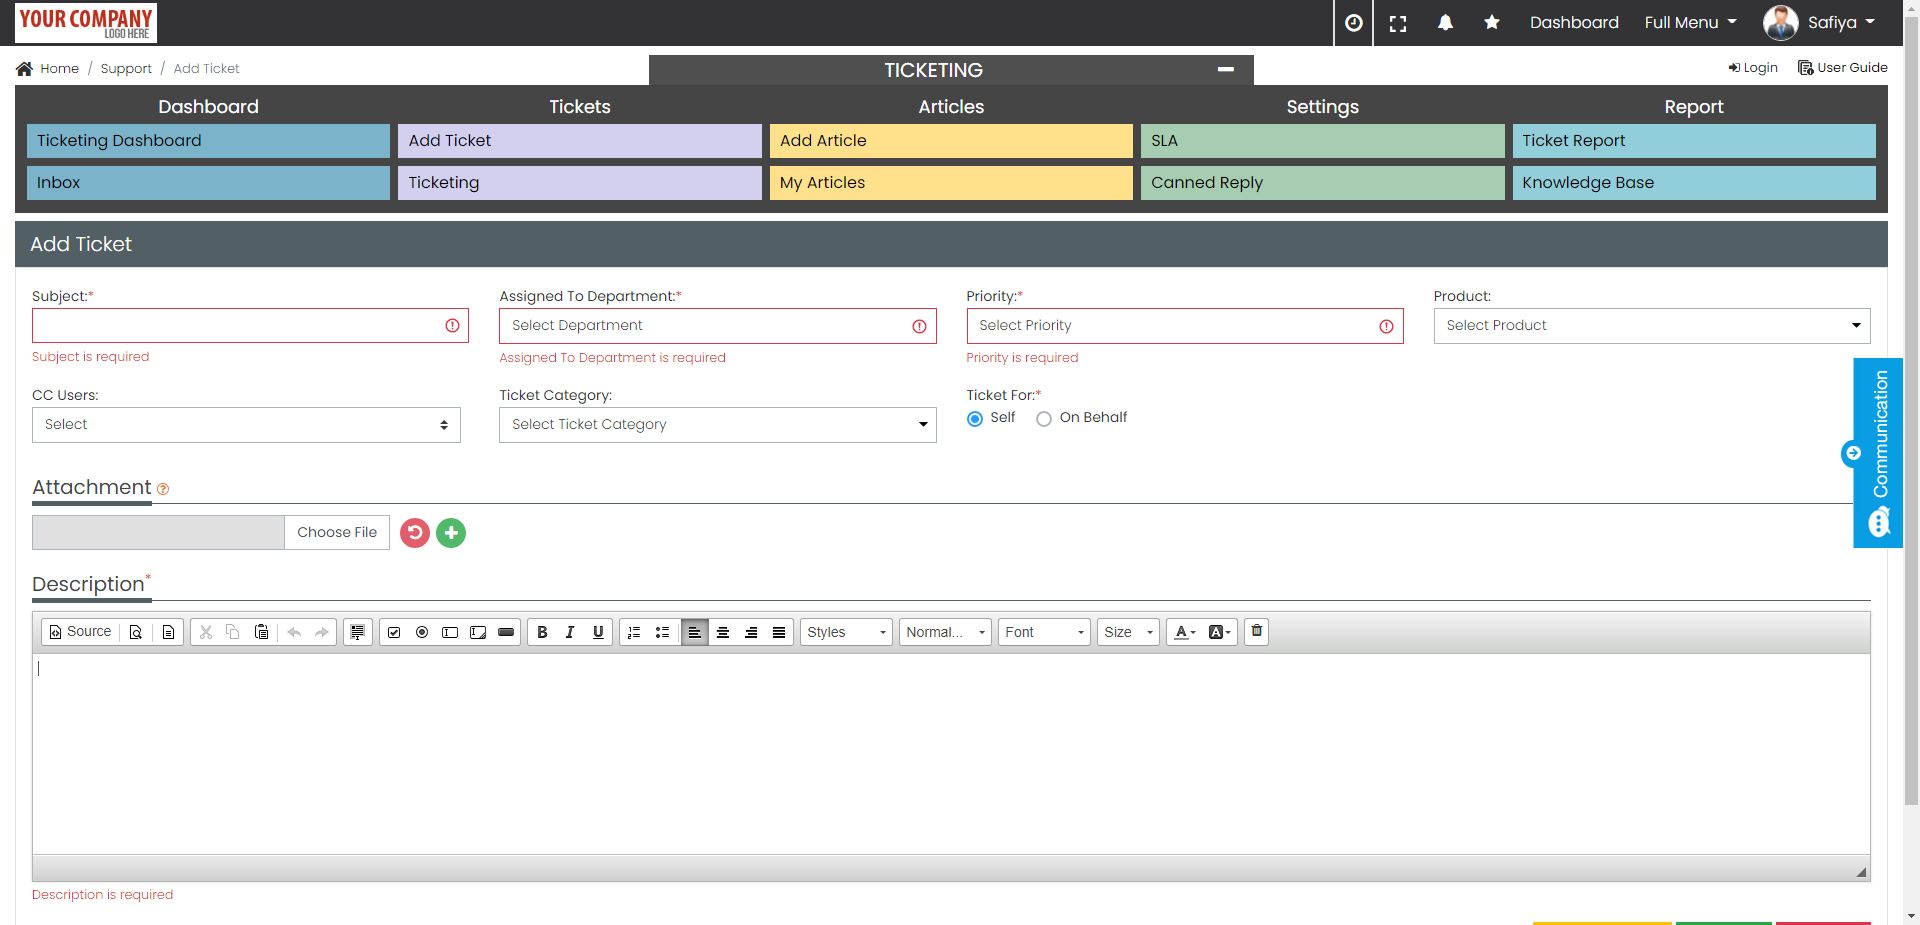 YOUR COMPANY
LOGO HERE
Dashboard
Full Menu
Safiya
Home / Support / Add Ticket
TICKETING
Login
User Guide
Dashboard
Tickets
Articles
Settings
Report
Ticketing Dashboard
Add Ticket
Add Article
SLA
Ticket Report
Inbox
Ticketing
My Articles
Canned Reply
Knowledge Base
Add Ticket
Subject:*
Assigned To Department:*
Priority:*
Product:
Select Department
Select Priority
Select Product
Subject is required
Assigned To Department is required
Priority is required
CC Users:
Ticket Category:
Ticket For:*
Select
Select Ticket Category
Self
On Behalf
Communication
Attachment
Choose File
Description*
Source
B I U
Styles
Normal...
Font
Size
A
A
Description is required